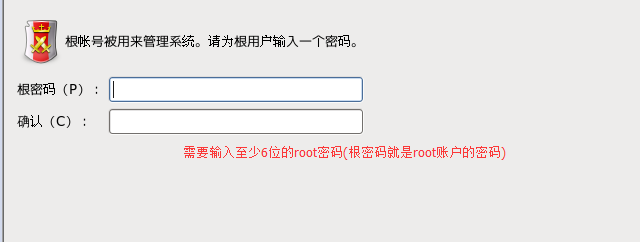 根帐号被用来管理系统。请为根用户输入一个密码。
根密码（P）：
确认（C）：
需要输入至少6位的root密码(根密码就是root账户的密码)